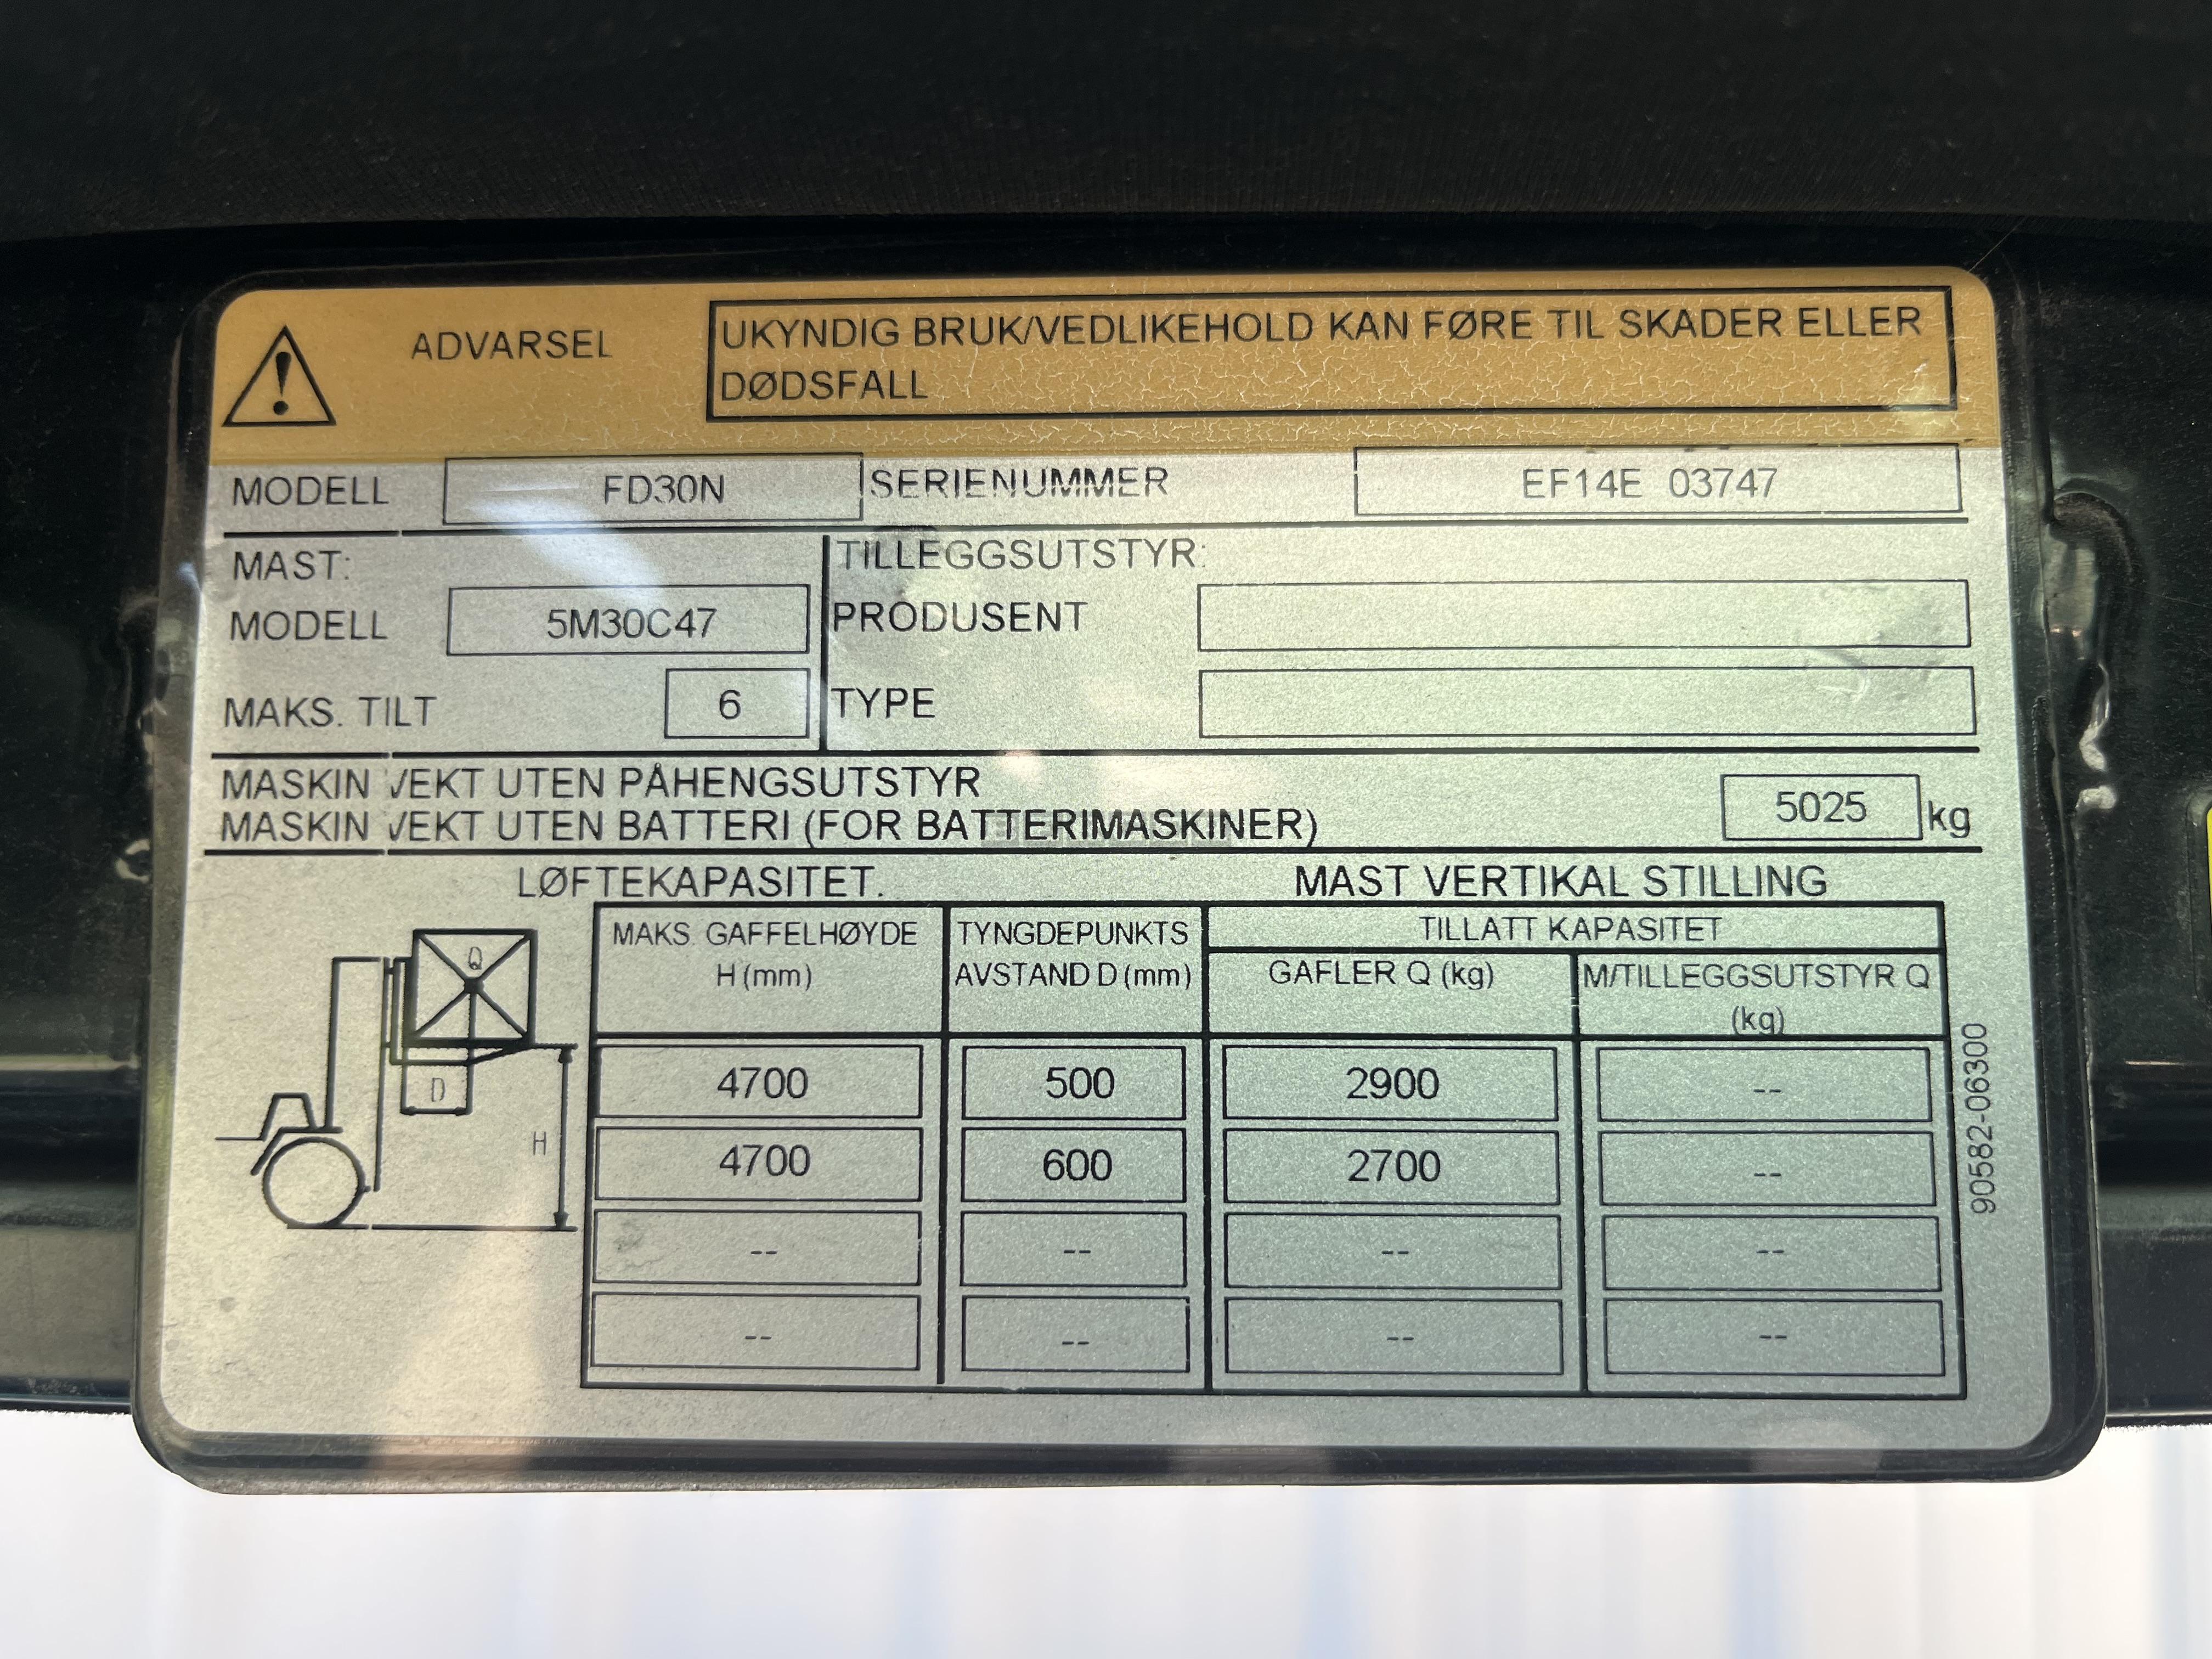 ADVARSEL
UKYNDIG BRUK/VEDLIKEHOLD KAN FØRE TIL SKADER ELLER
DØDSFALL
MODELL FD30N SERIENUMMER EF14E 03747
MAST: TILLEGGSUTSTYR:
MODELL 5M30C47 PRODUSENT
MAKS. TILT 6 TYPE
MASKIN VEKT UTEN PÅHENGSUTSTYR
MASKIN VEKT UTEN BATTERI (FOR BATTERIMASKINER) 5025 kg
LØFTEKAPASITET. MAST VERTIKAL STILLING
MAKS. GAFFELHØYDE TYNGDEPUNKTS TILLATT KAPASITET
H (mm) AVSTAND D (mm) GAFLER Q (kg) M/TILLEGGSUTSTYR Q
(kg)
Q
D
H
4700 500 2900 --
4700 600 2700 --
-- -- -- --
-- -- -- --
90582-06300